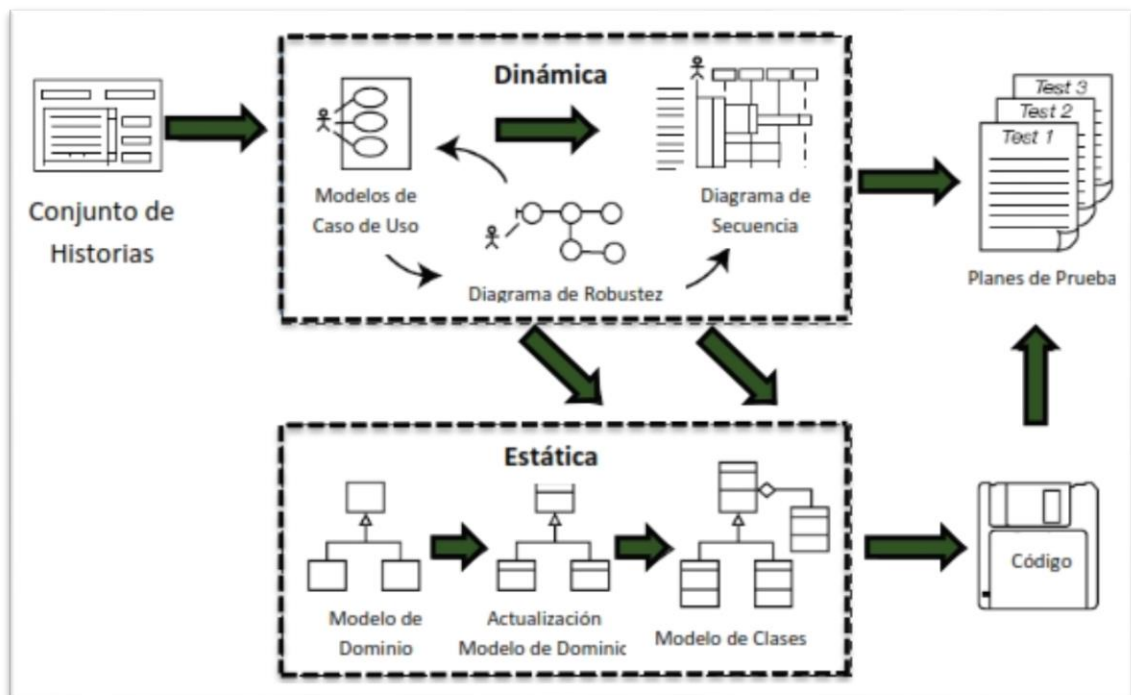 Dinámica
Test 3
Test 2
Test 1
Conjunto de
Historias
Modelos de
Caso de Uso
Diagrama de
Secuencia
Diagrama de Robustez
Planes de Prueba
Estática
Modelo de
Dominio
Actualización
Modelo de Dominio
Modelo de Clases
Código